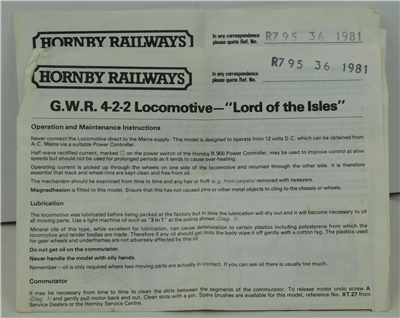 HORNBY RAILWAYS
In any correspondence
please quote Ref. No.
R795 36 1981
HORNBY RAILWAYS
In any correspondence
please quote Ref. No.
R795 36 1981
G.W.R. 4-2-2 Locomotive—"Lord of the Isles"
Operation and Maintenance Instructions
Never connect the Locomotive direct to the Mains supply. This model is designed to operate from 12 volts D.C. which can be obtained from
A.C. Mains via a suitable Power Controller.
Half-wave rectified current, marked ☐ on the power switch of the Hornby R.900 Power Controller, may be used to improve control at slow
speeds but should not be used for prolonged periods as it tends to cause over-heating.
Operating current is picked up through the wheels on one side of the locomotive and returned through the other side. It is therefore
essential that track and wheel rims are kept clean and free from oil.
The mechanism should be examined from time to time and any hair or fluff (e.g. from carpets) removed with tweezers.
Magnadhesion is fitted to this model. Ensure that this has not caused pins or other metal objects to cling to the chassis or wheels.
Lubrication
The locomotive was lubricated before being packed at the factory but in time the lubrication will dry out and it will become necessary to oil
all moving parts. Use a light machine oil such as "3 in 1" at the points shown (Diag. 1).
Mineral oils of this type, while excellent for lubrication, can cause deterioration to certain plastics including polystyrene from which the
locomotive and tender bodies are made. Therefore if any oil should get onto the body wipe it off gently with a cotton rag. The plastics used
for gear wheels and underframes are not adversely affected by this oil.
Do not get oil on the commutator.
Never handle the model with oily hands.
Remember – oil is only required where two moving parts are actually in contact. If you can see oil there is usually too much.
Commutator
It may be necessary from time to time to clean the slots between the segments of the commutator. To release motor undo screw A
(Diag. 1) and gently pull motor back and out. Clean slots with a pin. Spare brushes are available for this model, reference No. XT.27 from
Service Dealers or the Hornby Service Centre.